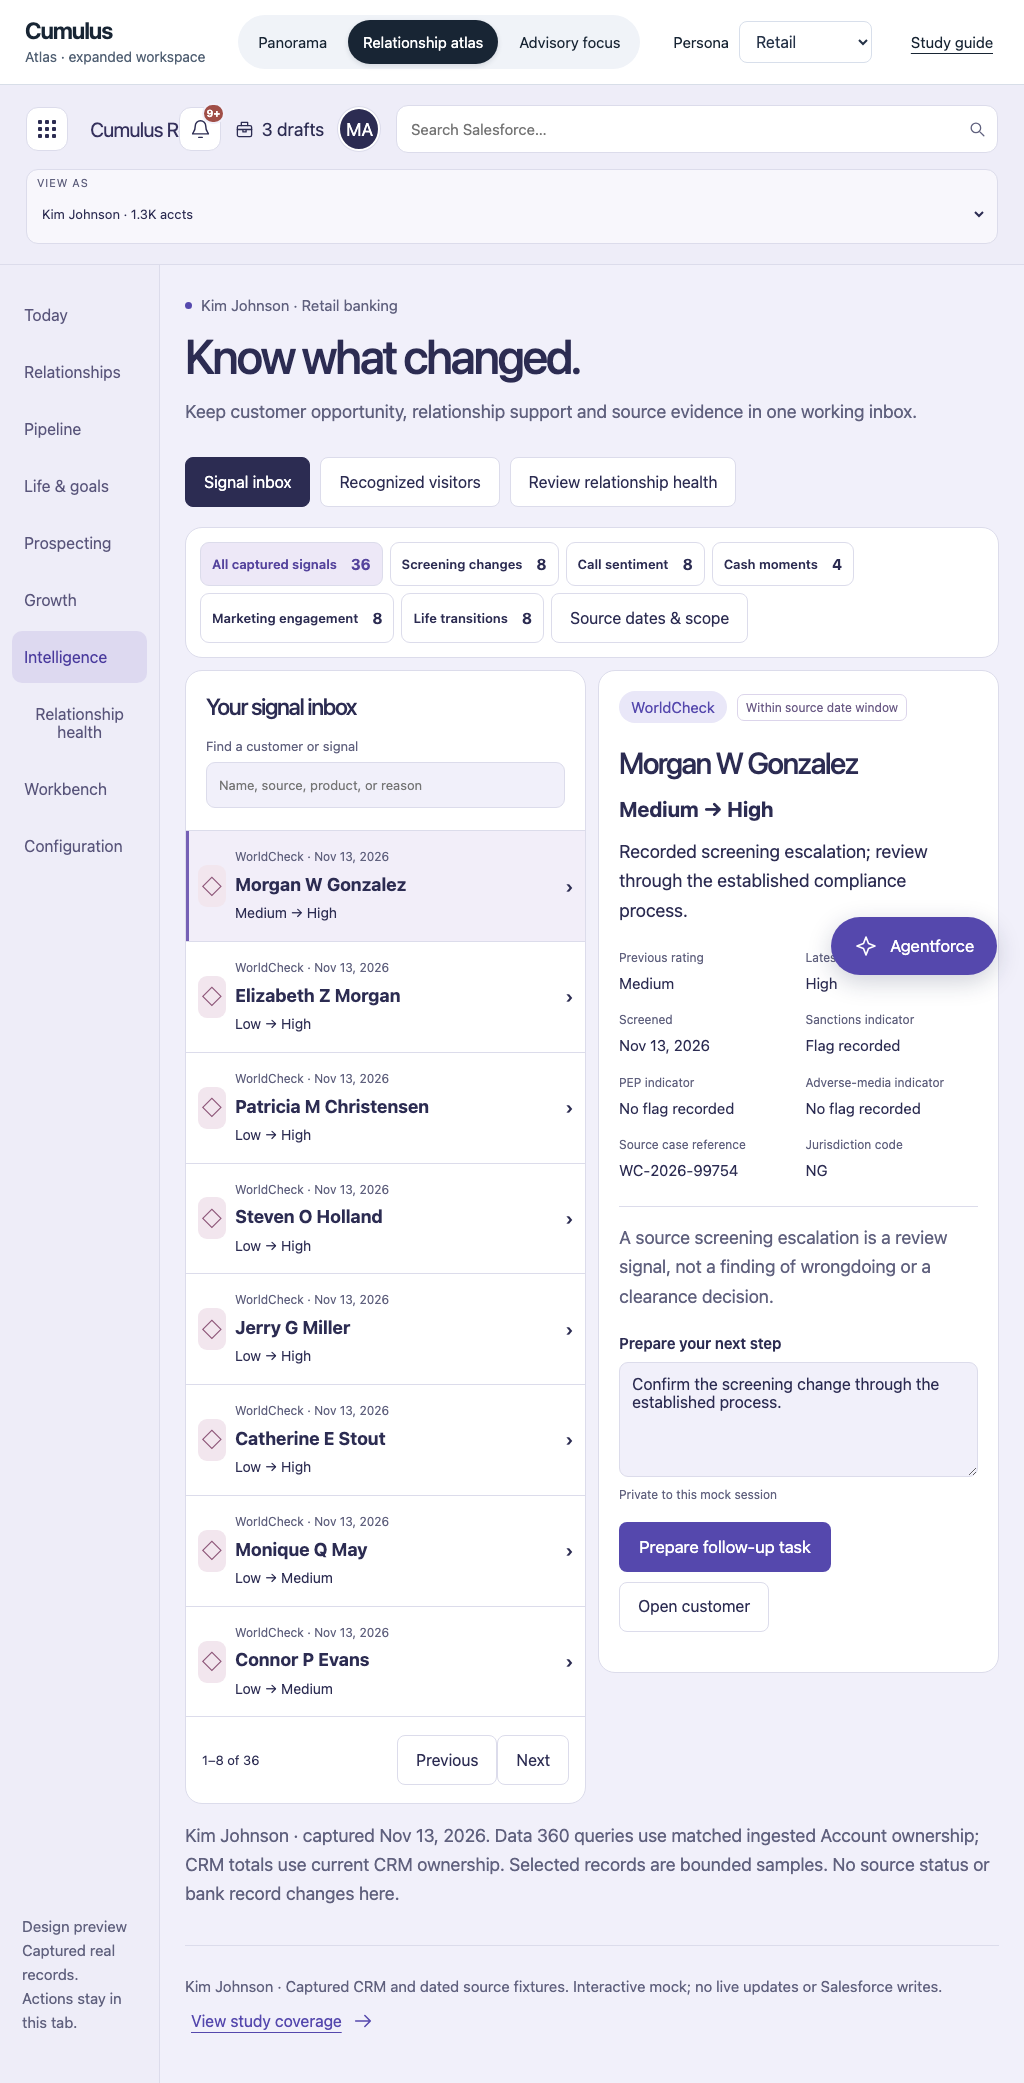 Cumulus
Atlas · expanded workspace
Panorama
Relationship atlas
Advisory focus
Persona
Retail
Study guide
Cumulus R
9+
3 drafts
MA
Search Salesforce...
VIEW AS
Kim Johnson · 1.3K accts
Today
Relationships
Pipeline
Life & goals
Prospecting
Growth
Intelligence
Relationship
health
Workbench
Configuration
Design preview
Captured real
records.
Actions stay in
this tab.
Kim Johnson · Retail banking
Know what changed.
Keep customer opportunity, relationship support and source evidence in one working inbox.
Signal inbox
Recognized visitors
Review relationship health
All captured signals 36
Screening changes 8
Call sentiment 8
Cash moments 4
Marketing engagement 8
Life transitions 8
Source dates & scope
Your signal inbox
Find a customer or signal
Name, source, product, or reason
WorldCheck · Nov 13, 2026
Morgan W Gonzalez
Medium → High
›
WorldCheck · Nov 13, 2026
Elizabeth Z Morgan
Low → High
›
WorldCheck · Nov 13, 2026
Patricia M Christensen
Low → High
›
WorldCheck · Nov 13, 2026
Steven O Holland
Low → High
›
WorldCheck · Nov 13, 2026
Jerry G Miller
Low → High
›
WorldCheck · Nov 13, 2026
Catherine E Stout
Low → High
›
WorldCheck · Nov 13, 2026
Monique Q May
Low → Medium
›
WorldCheck · Nov 13, 2026
Connor P Evans
Low → Medium
›
1–8 of 36
Previous
Next
WorldCheck
Within source date window
Morgan W Gonzalez
Medium → High
Recorded screening escalation; review
through the established compliance
process.
Agentforce
Previous rating
Medium
Lates
High
Screened
Nov 13, 2026
Sanctions indicator
Flag recorded
PEP indicator
No flag recorded
Adverse-media indicator
No flag recorded
Source case reference
WC-2026-99754
Jurisdiction code
NG
A source screening escalation is a review
signal, not a finding of wrongdoing or a
clearance decision.
Prepare your next step
Confirm the screening change through the
established process.
Private to this mock session
Prepare follow-up task
Open customer
Kim Johnson · captured Nov 13, 2026. Data 360 queries use matched ingested Account ownership;
CRM totals use current CRM ownership. Selected records are bounded samples. No source status or
bank record changes here.
Kim Johnson · Captured CRM and dated source fixtures. Interactive mock; no live updates or Salesforce writes.
View study coverage →